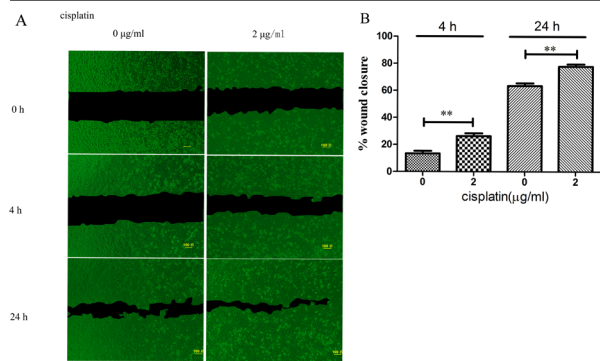 A
cisplatin
0 μg/ml
2 μg/ml
0 h
4 h
24 h
B
4 h
24 h
**
**
% wound closure
100
80
60
40
20
0
0
2
0
2
cisplatin(μg/ml)